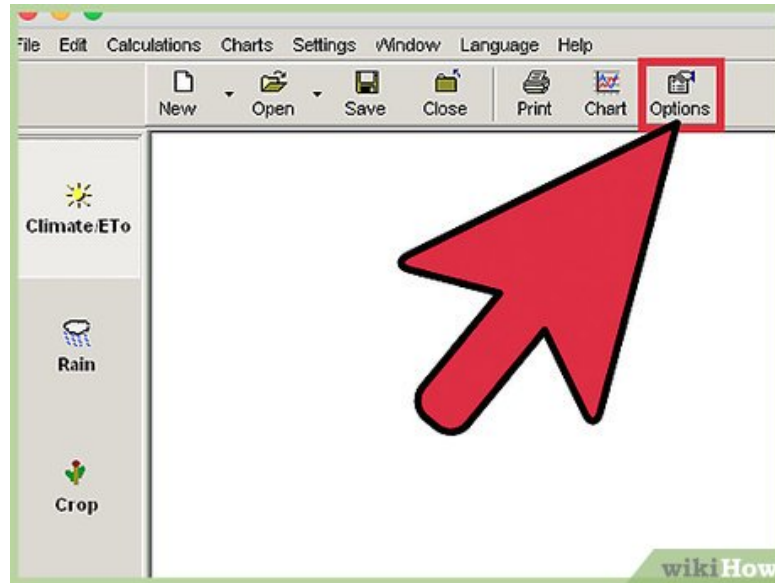 File Edit Calculations Charts Settings Window Language Help
New Open Save Close Print Chart Options
Climate/ETo
Rain
Crop
wikiHow